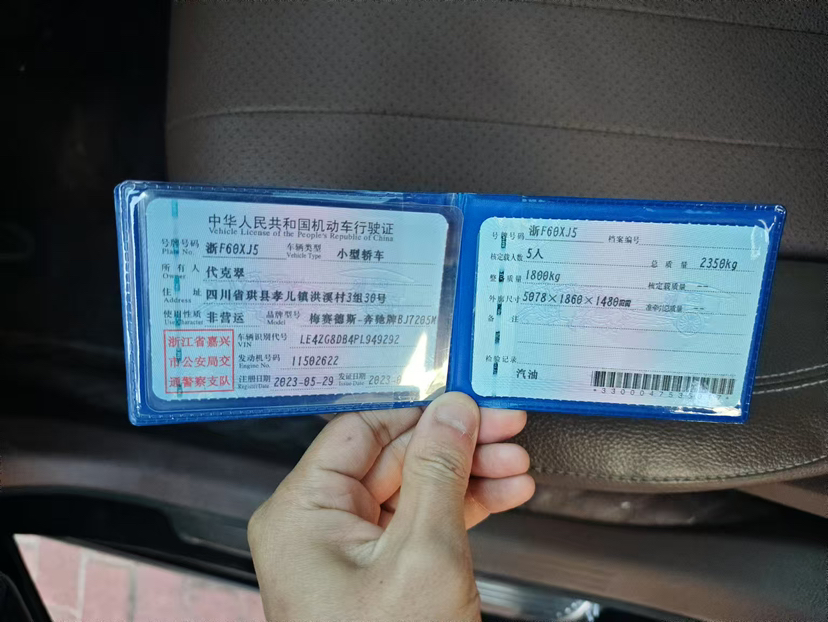 中华人民共和国机动车行驶证
Vehicle License of the People's Republic of China
号牌号码 浙F60XJ5 车辆类型 小型轿车
Plate No. Vehicle Type
所有人 代克翠
Owner
住址 四川省珙县孝儿镇洪溪村3组30号
Address
使用性质 非营运 品牌型号 梅赛德斯-奔驰牌BJ7205
Use Character Model
浙江省嘉兴
市公安局交
通警察支队
车辆识别代号 LE4ZG8DB4PL949292
VIN
发动机号码 11502622
Engine No.
注册日期 2023-05-29 发证日期 2023-0
Register Date Issue Date
号牌号码 浙F60XJ5 档案编号
核定载人数 5人 总质量 2350kg
整备质量 1800kg 核定载质量 --
外廓尺寸 5078×1860×1480mm 准牵引总质量 --
备注
检验记录
汽油